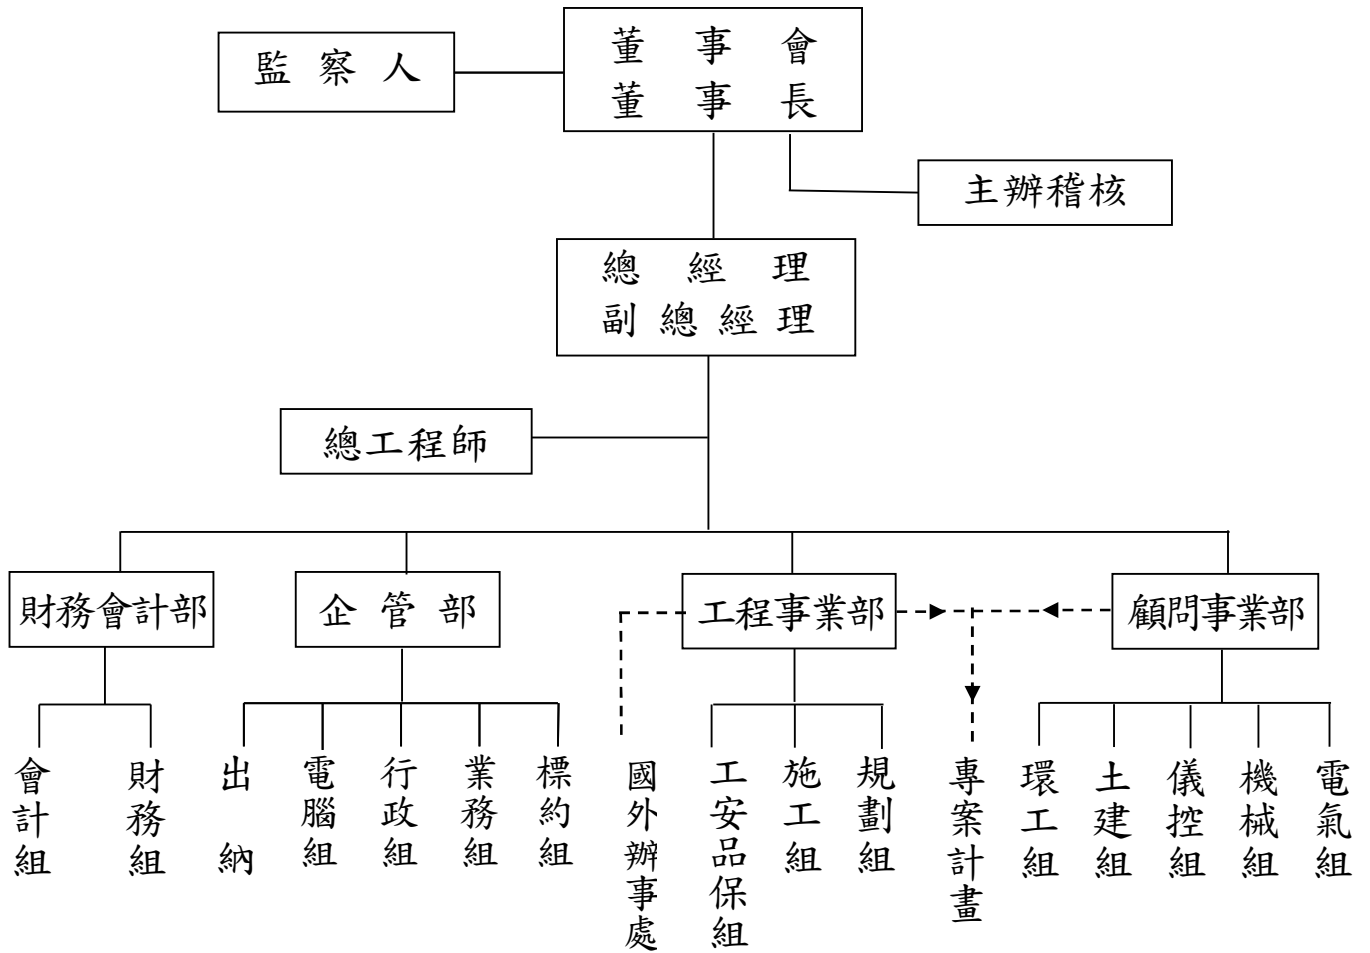 監察人
董事會
董事長
主辦稽核
總經理
副總經理
總工程師
財務會計部
企管部
工程事業部
顧問事業部
會計組
財務組
出納
電腦組
行政組
業務組
標約組
國外辦事處
工安品保組
施工組
規劃組
專案計畫
環工組
土建組
儀控組
機械組
電氣組